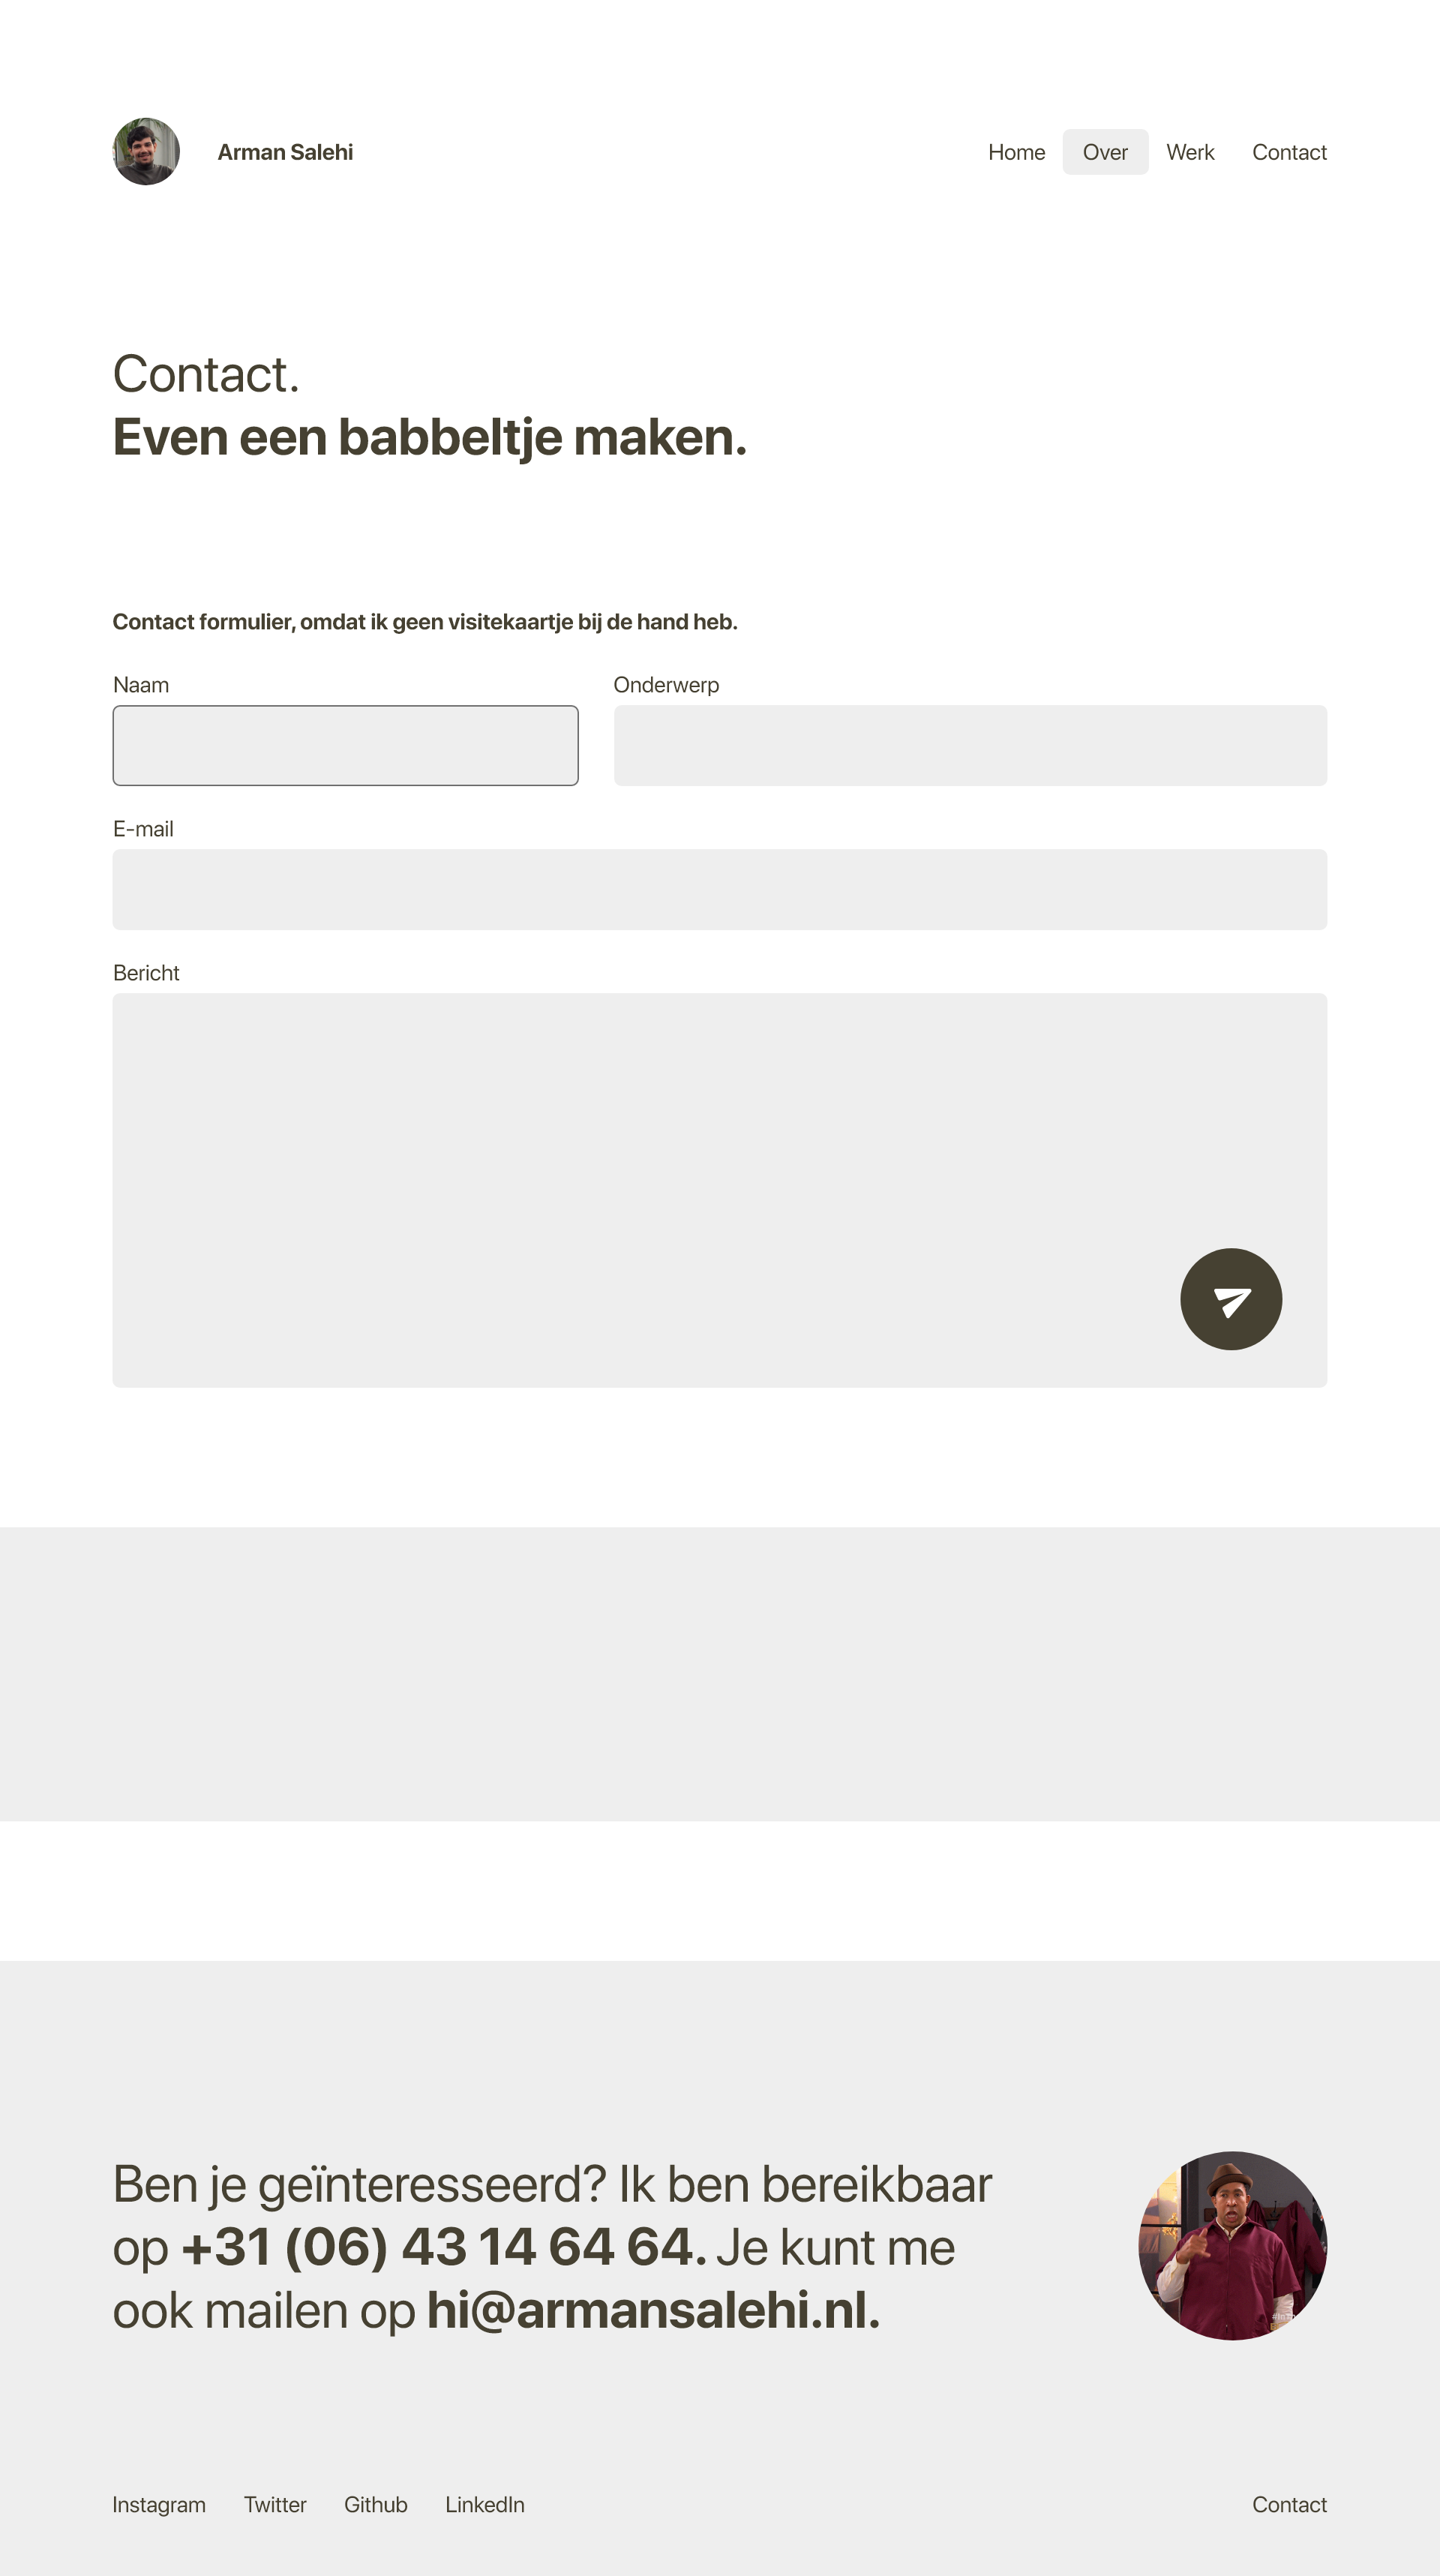 Arman Salehi
Home Over Werk Contact
Contact.
Even een babbeltje maken.
Contact formulier, omdat ik geen visitekaartje bij de hand heb.
Naam Onderwerp
E-mail
Bericht
Ben je geïnteresseerd? Ik ben bereikbaar
op +31 (06) 43 14 64 64. Je kunt me
ook mailen op hi@armansalehi.nl.
Instagram Twitter Github LinkedIn Contact